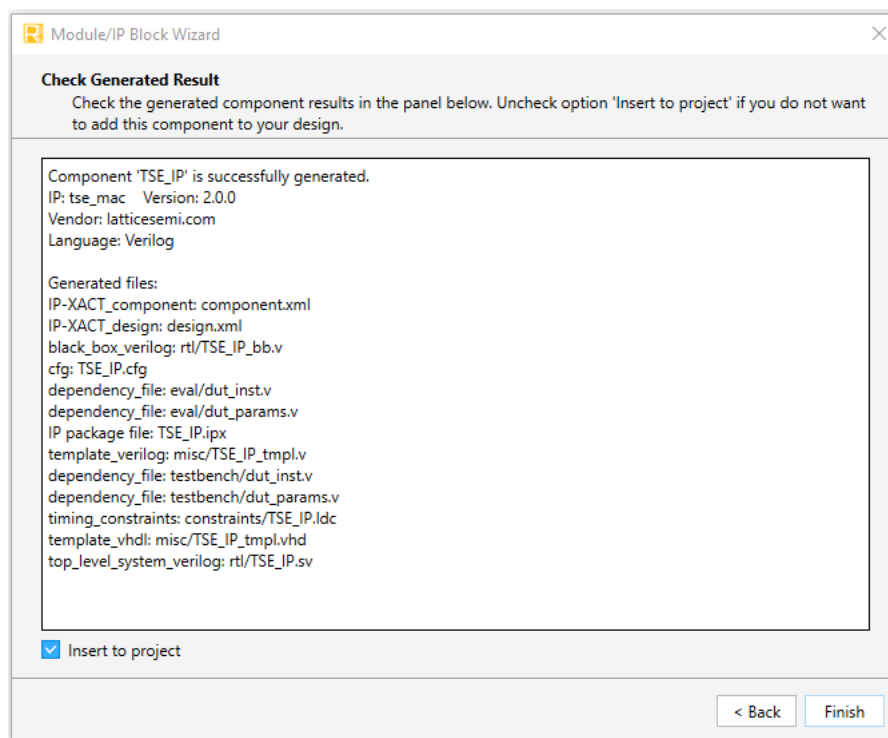 Module/IP Block Wizard
Check Generated Result
Check the generated component results in the panel below. Uncheck option 'Insert to project' if you do not want
to add this component to your design.
Component 'TSE_IP' is successfully generated.
IP: tse_mac    Version: 2.0.0
Vendor: latticesemi.com
Language: Verilog
Generated files:
IP-XACT_component: component.xml
IP-XACT_design: design.xml
black_box_verilog: rtl/TSE_IP_bb.v
cfg: TSE_IP.cfg
dependency_file: eval/dut_inst.v
dependency_file: eval/dut_params.v
IP package file: TSE_IP.ipx
template_verilog: misc/TSE_IP_tmpl.v
dependency_file: testbench/dut_inst.v
dependency_file: testbench/dut_params.v
timing_constraints: constraints/TSE_IP.ldc
template_vhdl: misc/TSE_IP_tmpl.vhd
top_level_system_verilog: rtl/TSE_IP.sv
Insert to project
< Back    Finish